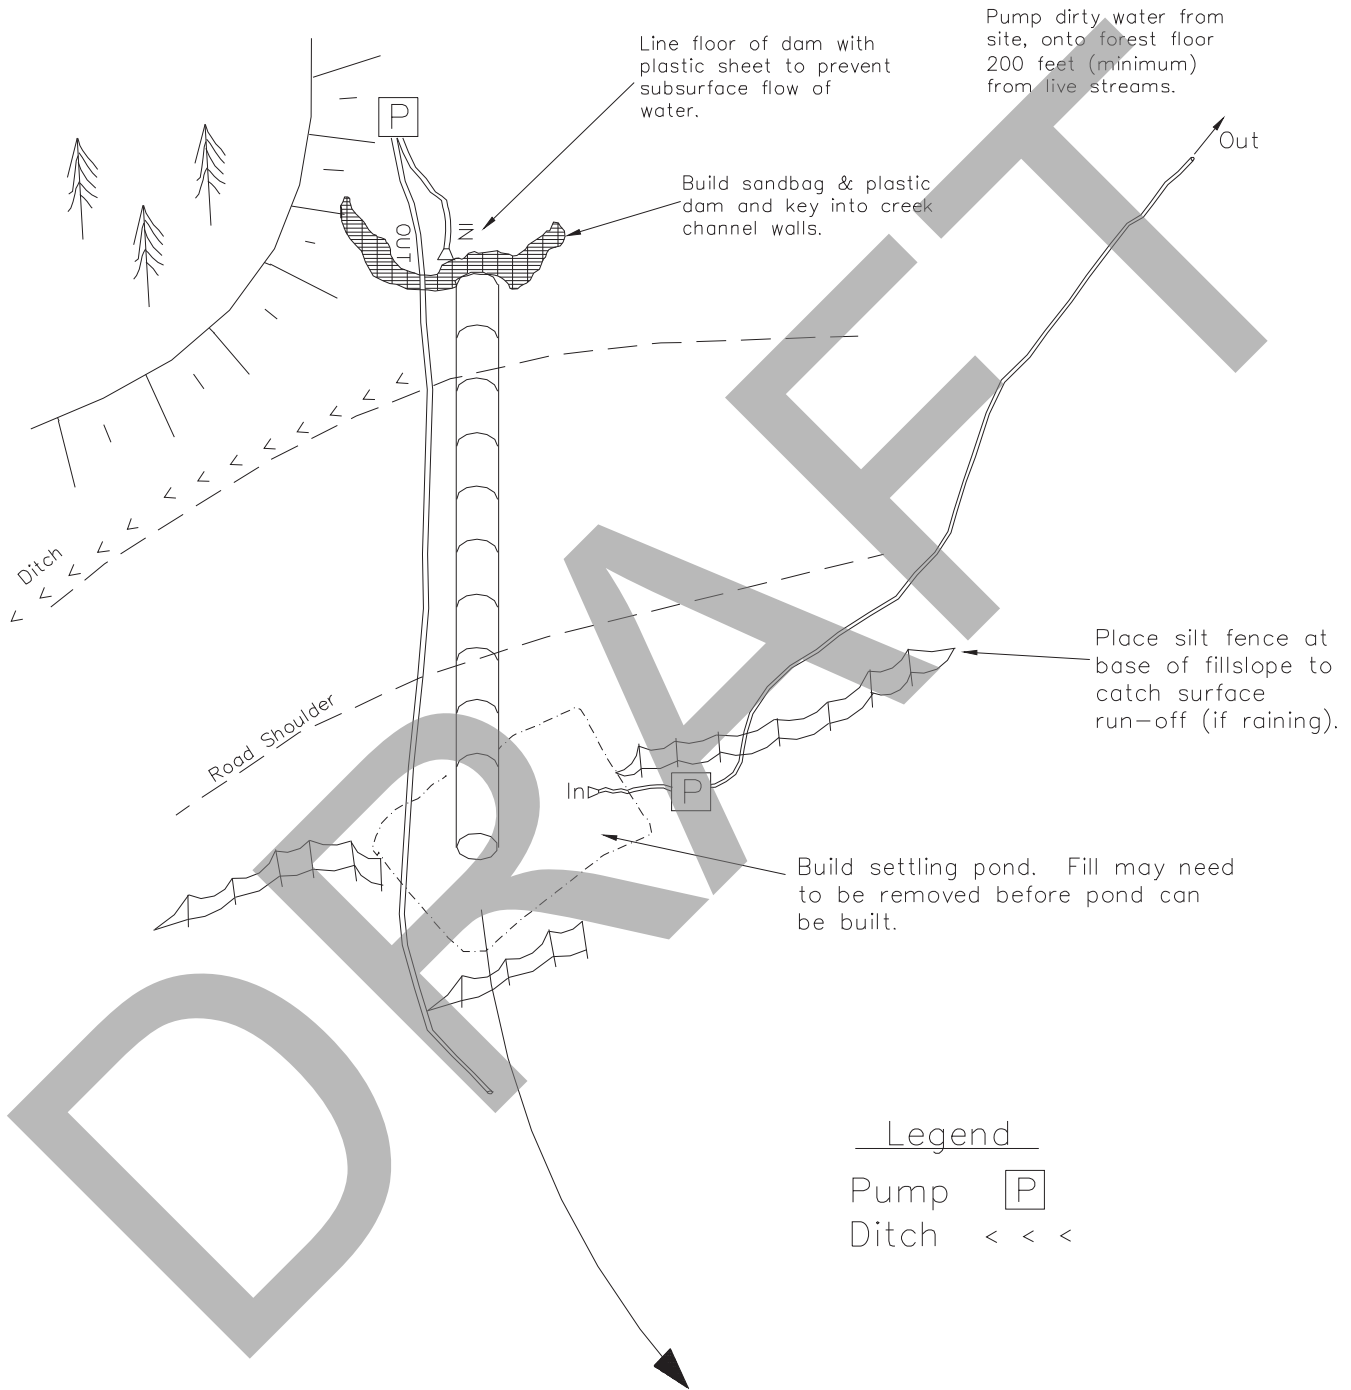 Pump dirty water from
site, onto forest floor
200 feet (minimum)
from live streams.
Line floor of dam with
plastic sheet to prevent
subsurface flow of
water.
P
Out
Build sandbag & plastic
dam and key into creek
channel walls.
OUT
IN
Ditch
Place silt fence at
base of fillslope to
catch surface
run-off (if raining).
Road Shoulder
In
P
Build settling pond. Fill may need
to be removed before pond can
be built.
DRAFT
Legend
Pump P
Ditch < < <